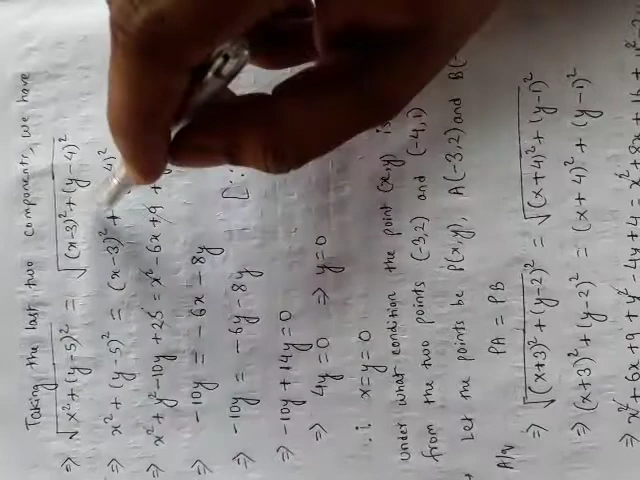 Taking the last two components, we have
⇒ √x²+(y-5)² = √(x-3)²+(y-4)²
⇒ x²+(y-5)² = (x-3)²+ 4)²
⇒ x²+y²-10y+25 = x²-6x+9+
⇒ -10y = -6x-8y
⇒ -10y = -6y-8y [∵
⇒ -10y+14y=0
⇒ 4y=0 ⇒ y=0
∴ x=y=0
under what condition the point (x,y) is
from the two points (-3,2) and (-4,1)
Let the points be P(x,y), A(-3,2) and B(-
A/q PA = PB
⇒ √(x+3)²+(y-2)² = √(x+4)²+(y-1)²
⇒ (x+3)²+(y-2)² = (x+4)²+(y-1)²
⇒ x²+6x+9+y²-4y+4 = x²+8x+16+y²-2